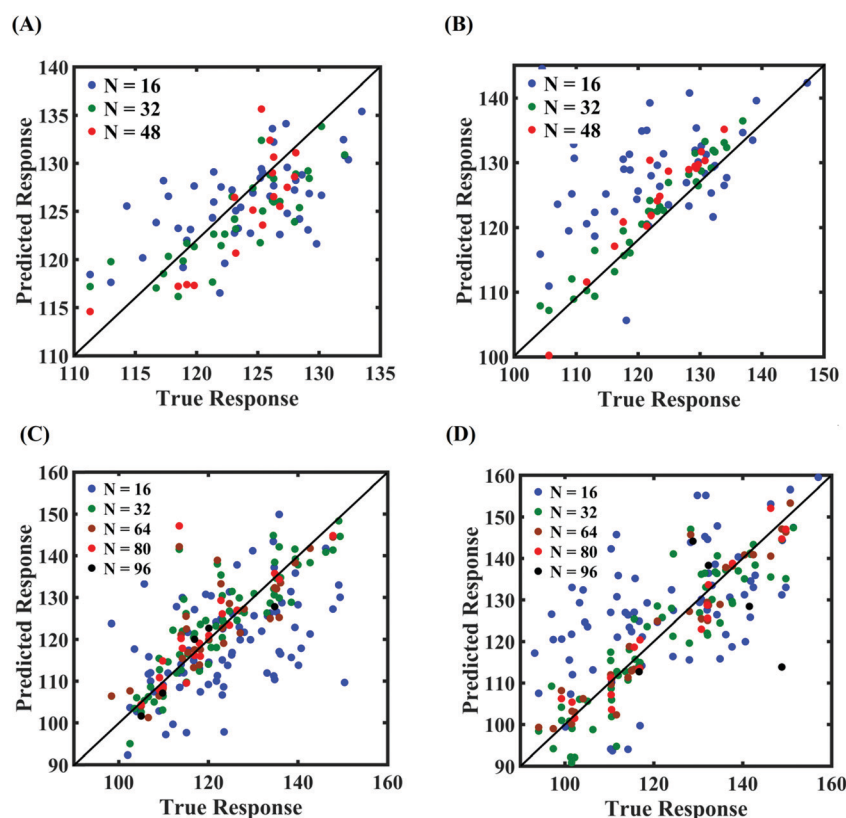 (A)
140
135
130
125
120
115
110
110
115
120
125
130
135
Predicted Response
True Response
N = 16
N = 32
N = 48
(B)
140
130
120
110
100
100
110
120
130
140
150
Predicted Response
True Response
N = 16
N = 32
N = 48
(C)
160
150
140
130
120
110
100
90
100
120
140
160
Predicted Response
True Response
N = 16
N = 32
N = 64
N = 80
N = 96
(D)
160
150
140
130
120
110
100
90
100
120
140
160
Predicted Response
True Response
N = 16
N = 32
N = 64
N = 80
N = 96